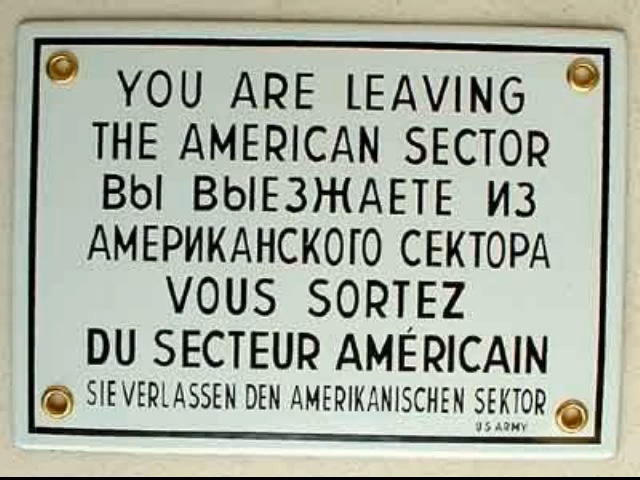 YOU ARE LEAVING
THE AMERICAN SECTOR
ВЫ ВЫЕЗЖАЕТЕ ИЗ
АМЕРИКАНСКОГО СЕКТОРА
VOUS SORTEZ
DU SECTEUR AMÉRICAIN
SIE VERLASSEN DEN AMERIKANISCHEN SEKTOR
US ARMY